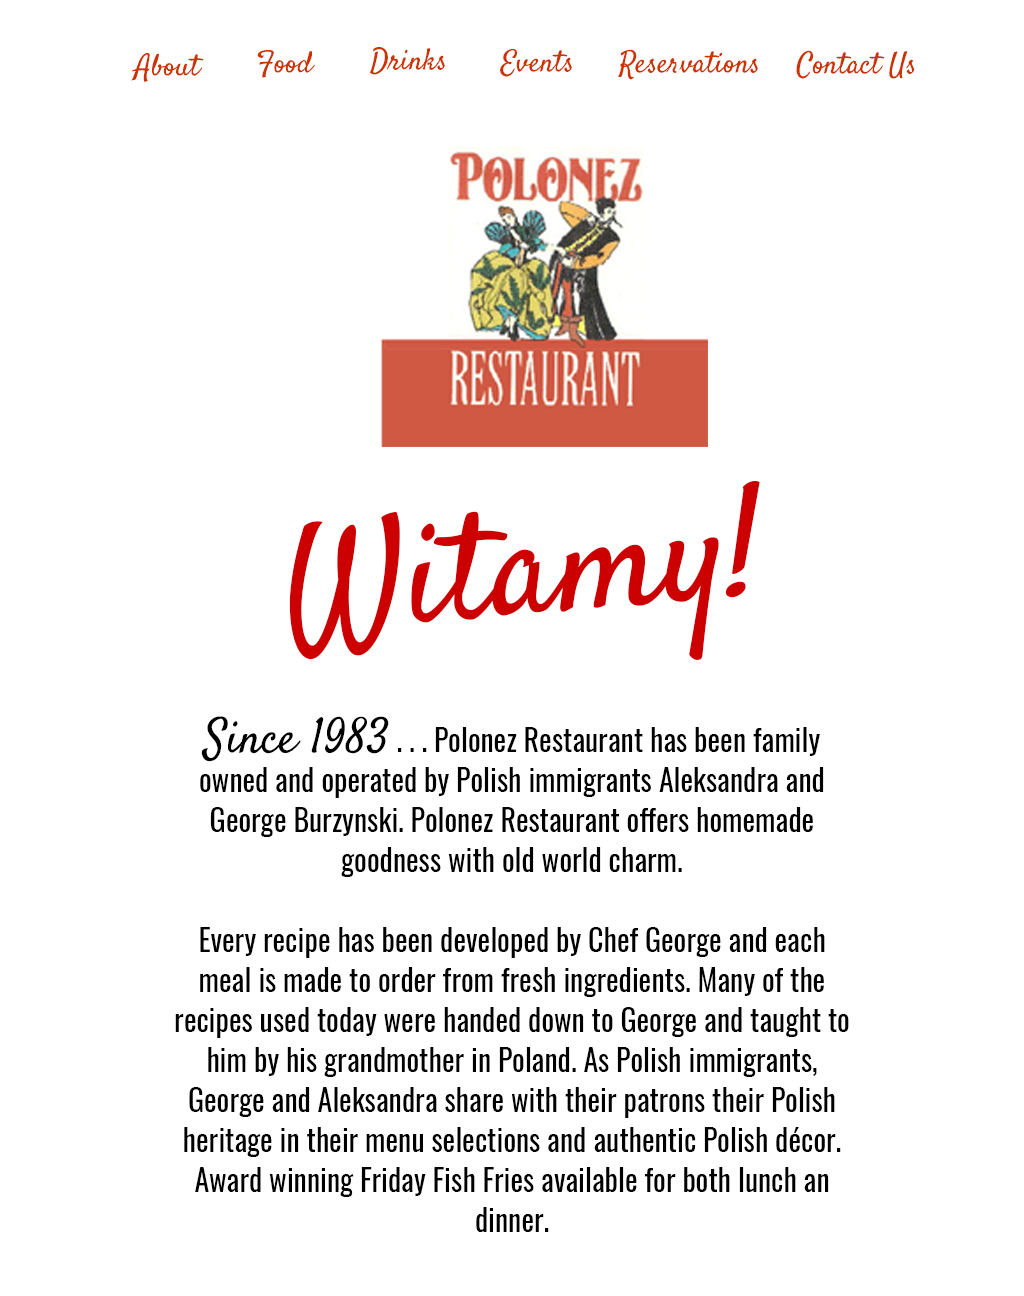 About Food Drinks Events Reservations Contact Us
POLONEZ
RESTAURANT
Witamy!
Since 1983 . . . Polonez Restaurant has been family
owned and operated by Polish immigrants Aleksandra and
George Burzynski. Polonez Restaurant offers homemade
goodness with old world charm.
Every recipe has been developed by Chef George and each
meal is made to order from fresh ingredients. Many of the
recipes used today were handed down to George and taught to
him by his grandmother in Poland. As Polish immigrants,
George and Aleksandra share with their patrons their Polish
heritage in their menu selections and authentic Polish décor.
Award winning Friday Fish Fries available for both lunch an
dinner.